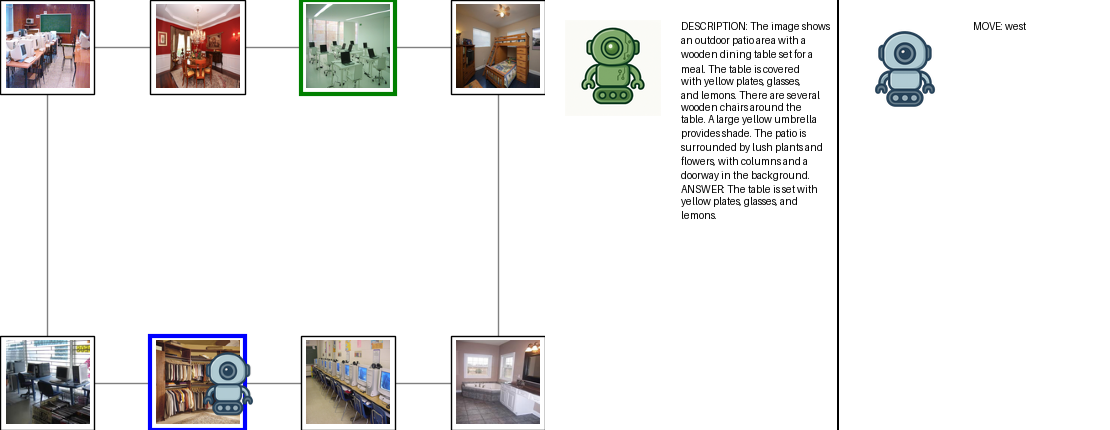 DESCRIPTION: The image shows
an outdoor patio area with a
wooden dining table set for a
meal. The table is covered
with yellow plates, glasses,
and lemons. There are several
wooden chairs around the
table. A large yellow umbrella
provides shade. The patio is
surrounded by lush plants and
flowers, with columns and a
doorway in the background.
ANSWER: The table is set with
yellow plates, glasses, and
lemons.
MOVE: west